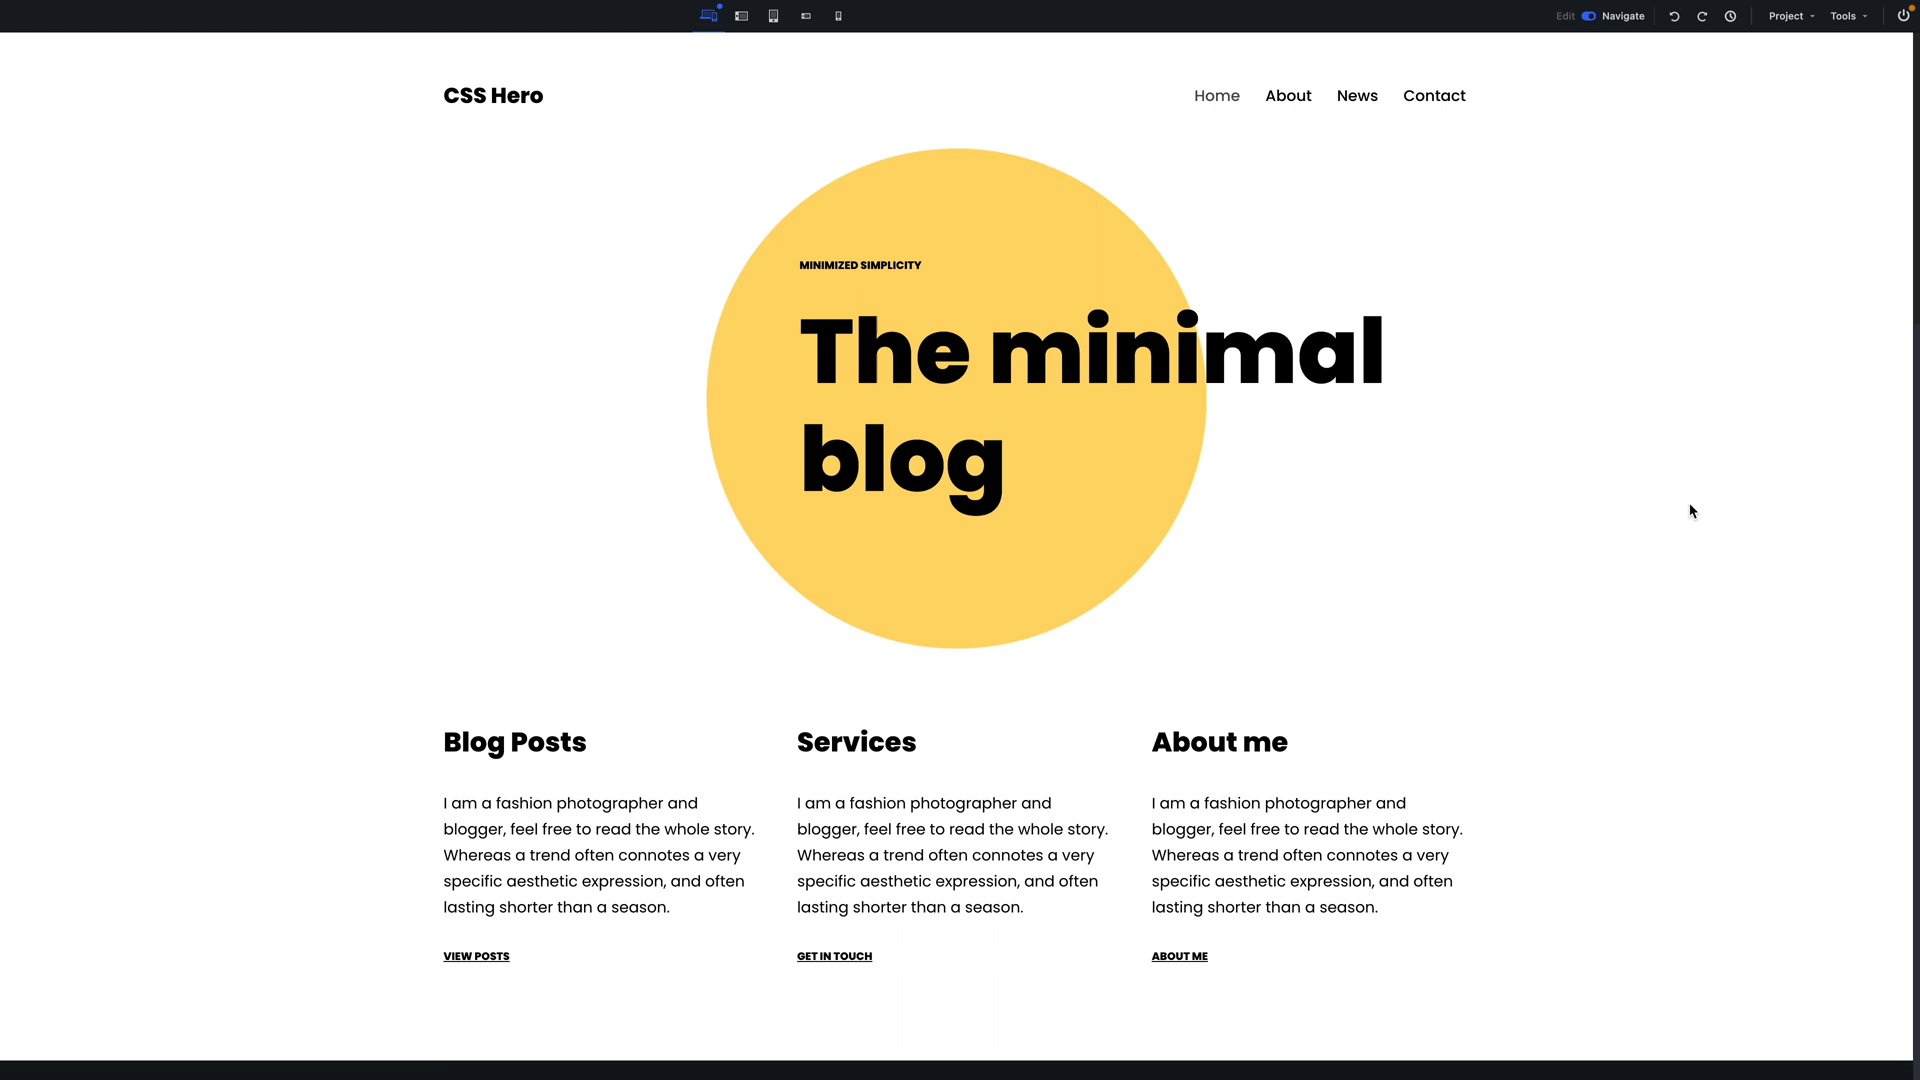 Edit Navigate Project Tools
CSS Hero
Home About News Contact
MINIMIZED SIMPLICITY
The minimal
blog
Blog Posts
I am a fashion photographer and
blogger, feel free to read the whole story.
Whereas a trend often connotes a very
specific aesthetic expression, and often
lasting shorter than a season.
VIEW POSTS
Services
I am a fashion photographer and
blogger, feel free to read the whole story.
Whereas a trend often connotes a very
specific aesthetic expression, and often
lasting shorter than a season.
GET IN TOUCH
About me
I am a fashion photographer and
blogger, feel free to read the whole story.
Whereas a trend often connotes a very
specific aesthetic expression, and often
lasting shorter than a season.
ABOUT ME